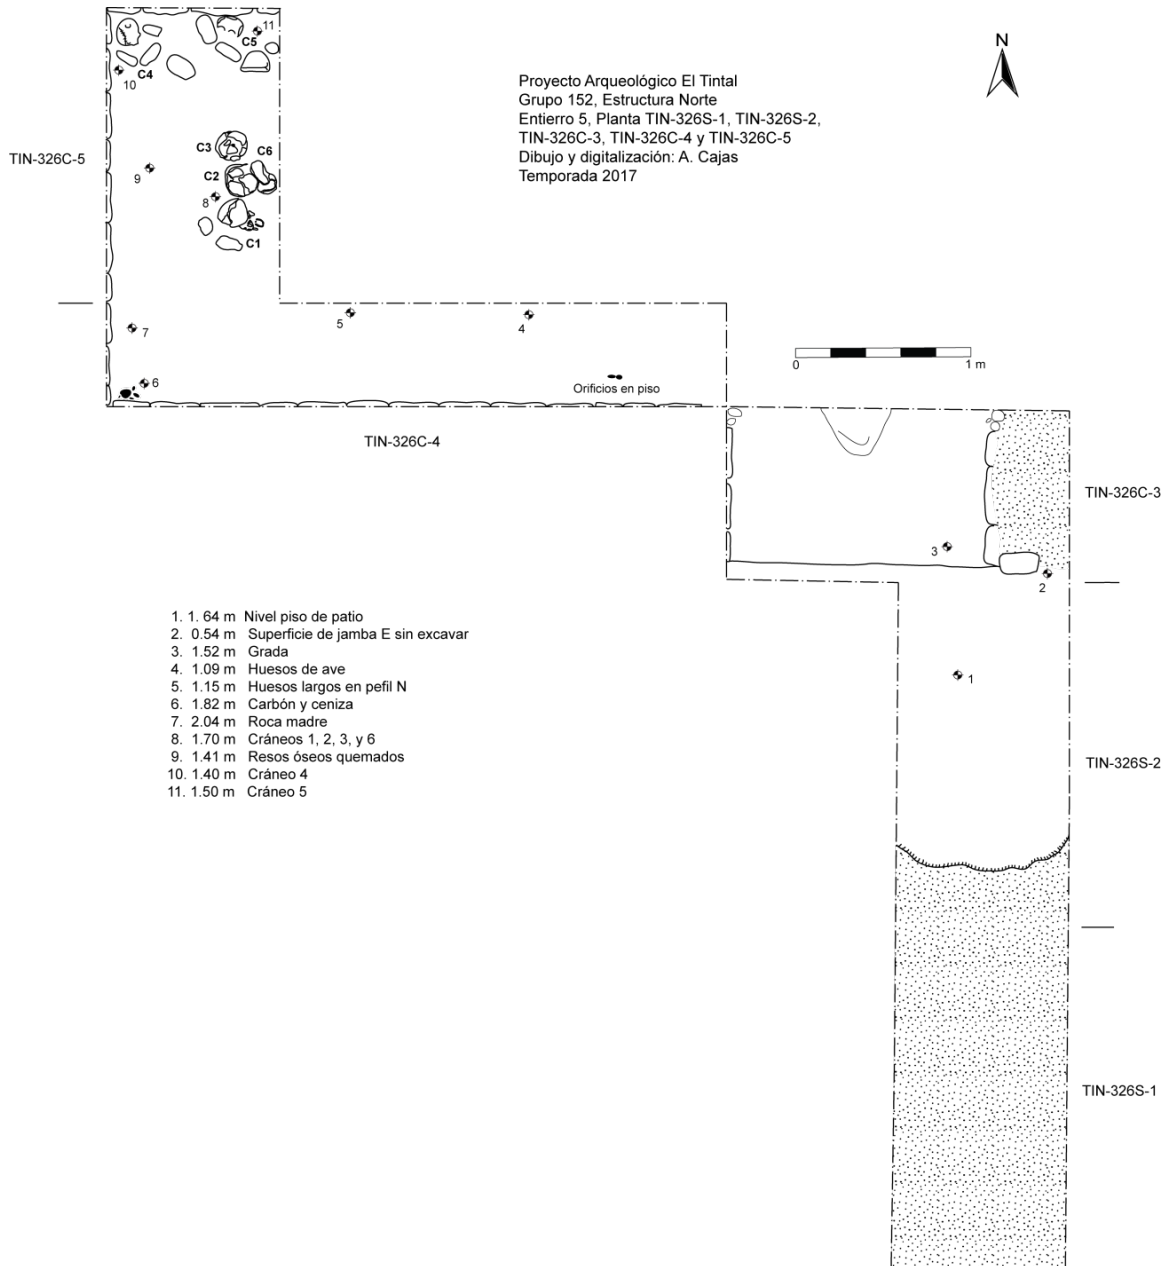 11
C5
C4
10
N
Proyecto Arqueológico El Tintal
Grupo 152, Estructura Norte
Entierro 5, Planta TIN-326S-1, TIN-326S-2,
TIN-326C-3, TIN-326C-4 y TIN-326C-5
Dibujo y digitalización: A. Cajas
Temporada 2017
TIN-326C-5
C3
C6
C2
9
8
C1
7
5
4
6
Orificios en piso
0
1 m
TIN-326C-4
TIN-326C-3
3
2
1. 1. 64 m Nivel piso de patio
2. 0.54 m Superficie de jamba E sin excavar
3. 1.52 m Grada
4. 1.09 m Huesos de ave
5. 1.15 m Huesos largos en pefil N
6. 1.82 m Carbón y ceniza
7. 2.04 m Roca madre
8. 1.70 m Cráneos 1, 2, 3, y 6
9. 1.41 m Resos óseos quemados
10. 1.40 m Cráneo 4
11. 1.50 m Cráneo 5
1
TIN-326S-2
TIN-326S-1